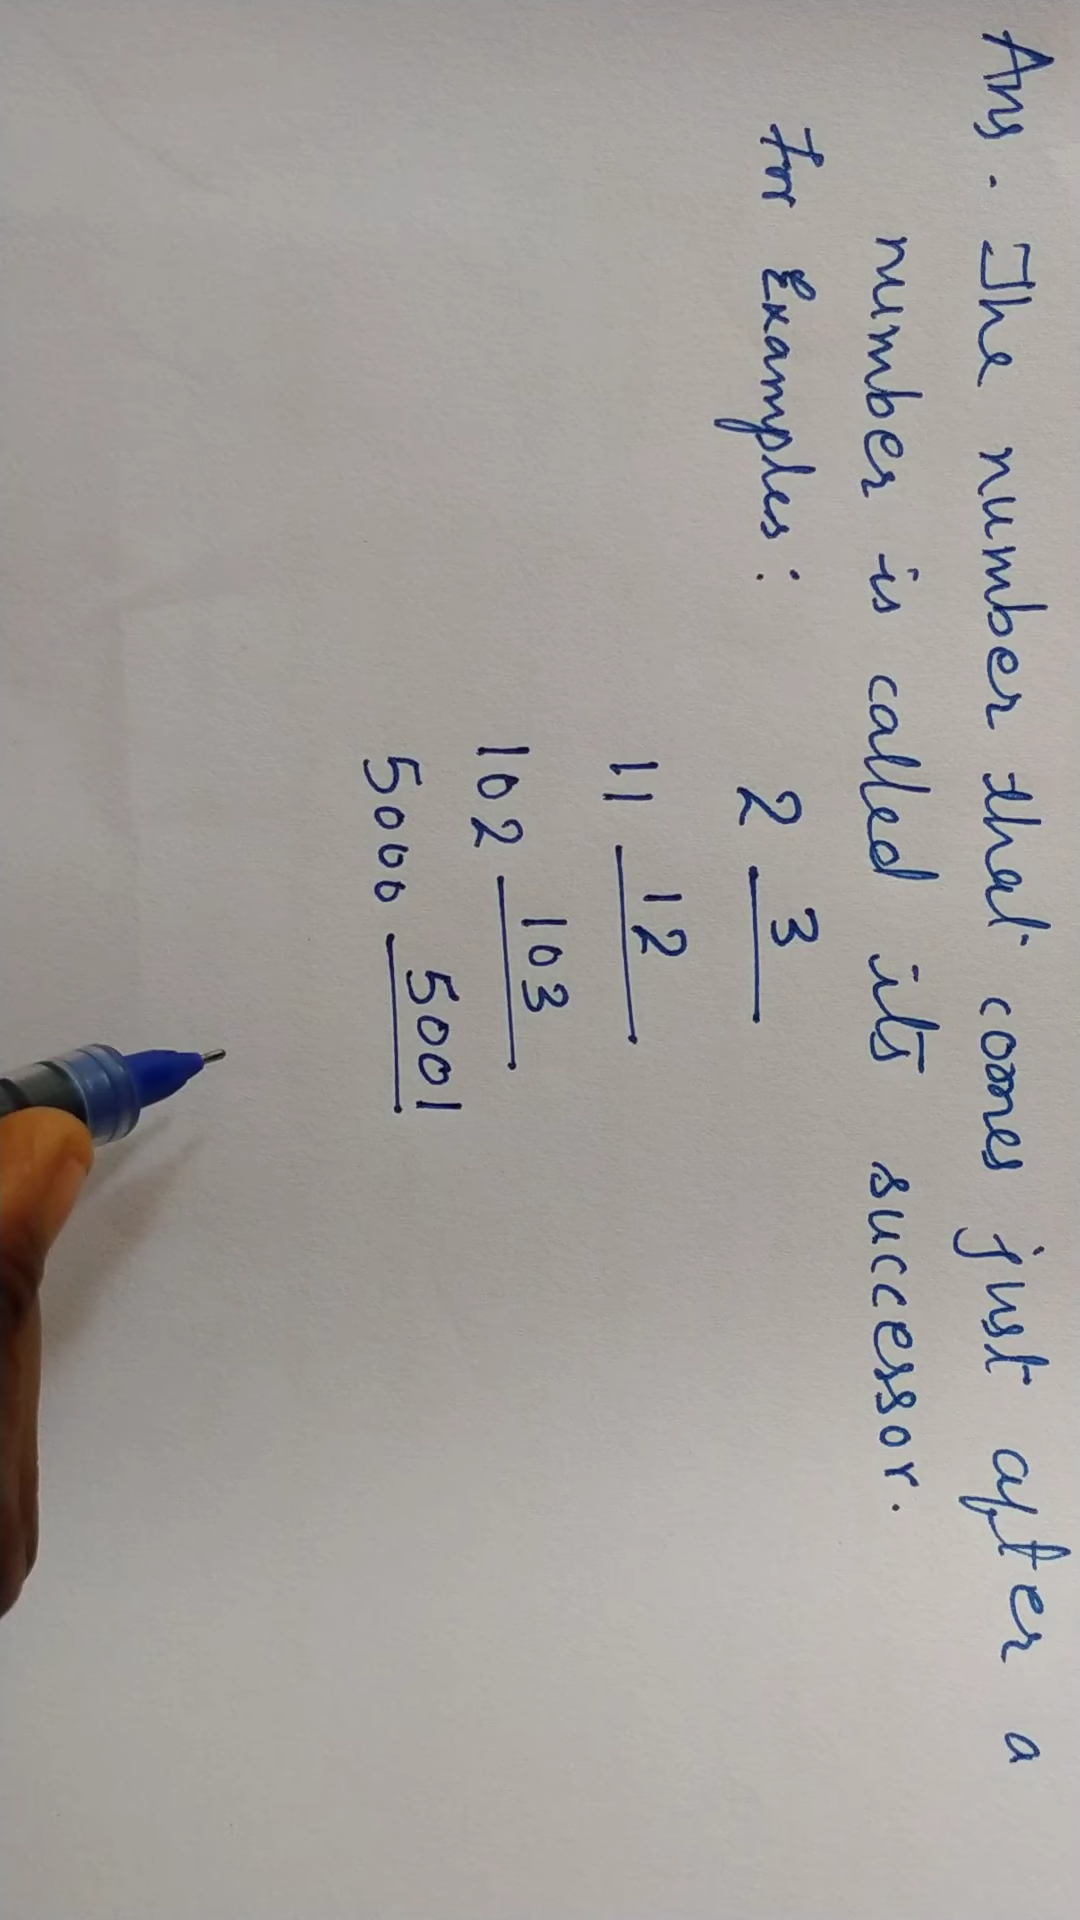 Ans. The number that comes just after a
number is called its successor.
For Examples:
2 3
11 12
102 103
5000 5001